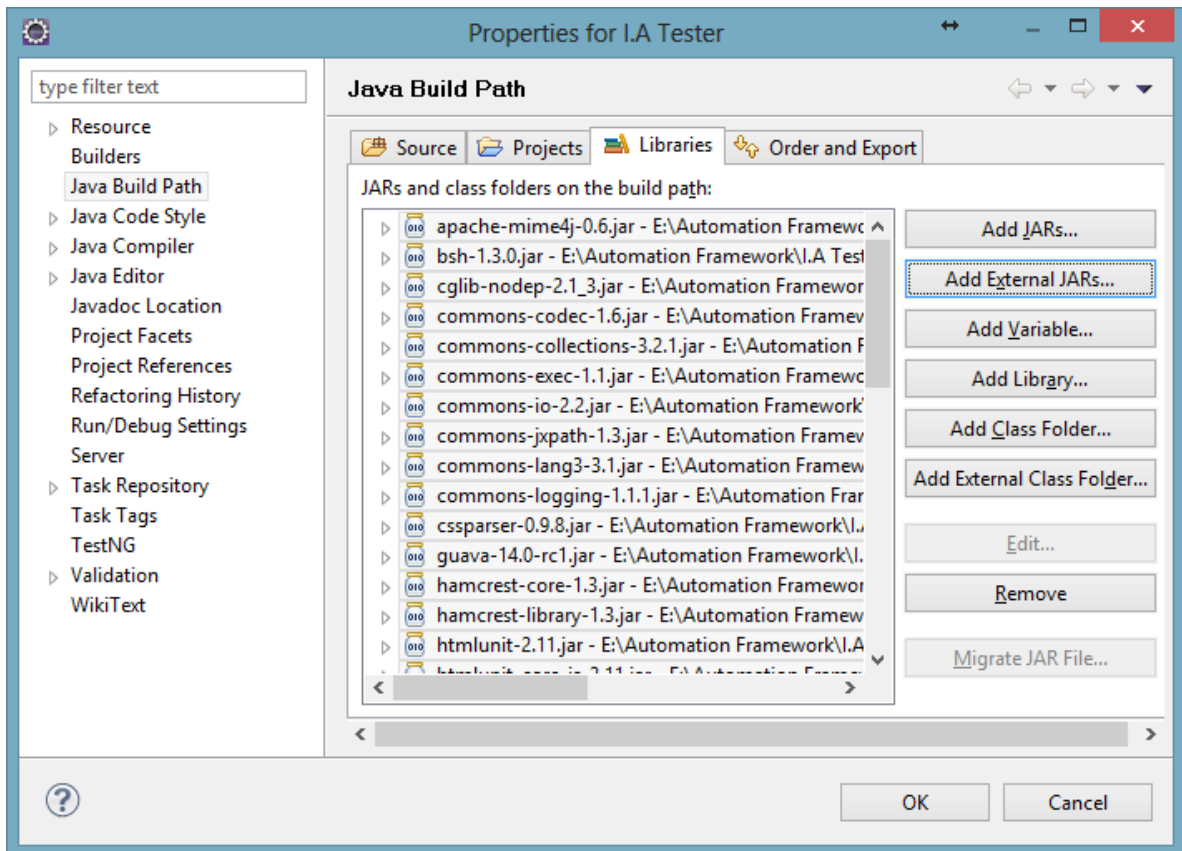 Properties for I.A Tester
type filter text
Resource
Builders
Java Build Path
Java Code Style
Java Compiler
Java Editor
Javadoc Location
Project Facets
Project References
Refactoring History
Run/Debug Settings
Server
Task Repository
Task Tags
TestNG
Validation
WikiText
Java Build Path
Source Projects Libraries Order and Export
JARs and class folders on the build path:
apache-mime4j-0.6.jar - E:\Automation Framewo
bsh-1.3.0.jar - E:\Automation Framework\I.A Test
cglib-nodep-2.1_3.jar - E:\Automation Framewor
commons-codec-1.6.jar - E:\Automation Framew
commons-collections-3.2.1.jar - E:\Automation F
commons-exec-1.1.jar - E:\Automation Framewo
commons-io-2.2.jar - E:\Automation Framework
commons-jxpath-1.3.jar - E:\Automation Framew
commons-lang3-3.1.jar - E:\Automation Framew
commons-logging-1.1.1.jar - E:\Automation Fram
cssparser-0.9.8.jar - E:\Automation Framework\I.
guava-14.0-rc1.jar - E:\Automation Framework\I.
hamcrest-core-1.3.jar - E:\Automation Framewor
hamcrest-library-1.3.jar - E:\Automation Framew
htmlunit-2.11.jar - E:\Automation Framework\I.A
Add JARs...
Add External JARs...
Add Variable...
Add Library...
Add Class Folder...
Add External Class Folder...
Edit...
Remove
Migrate JAR File...
OK Cancel